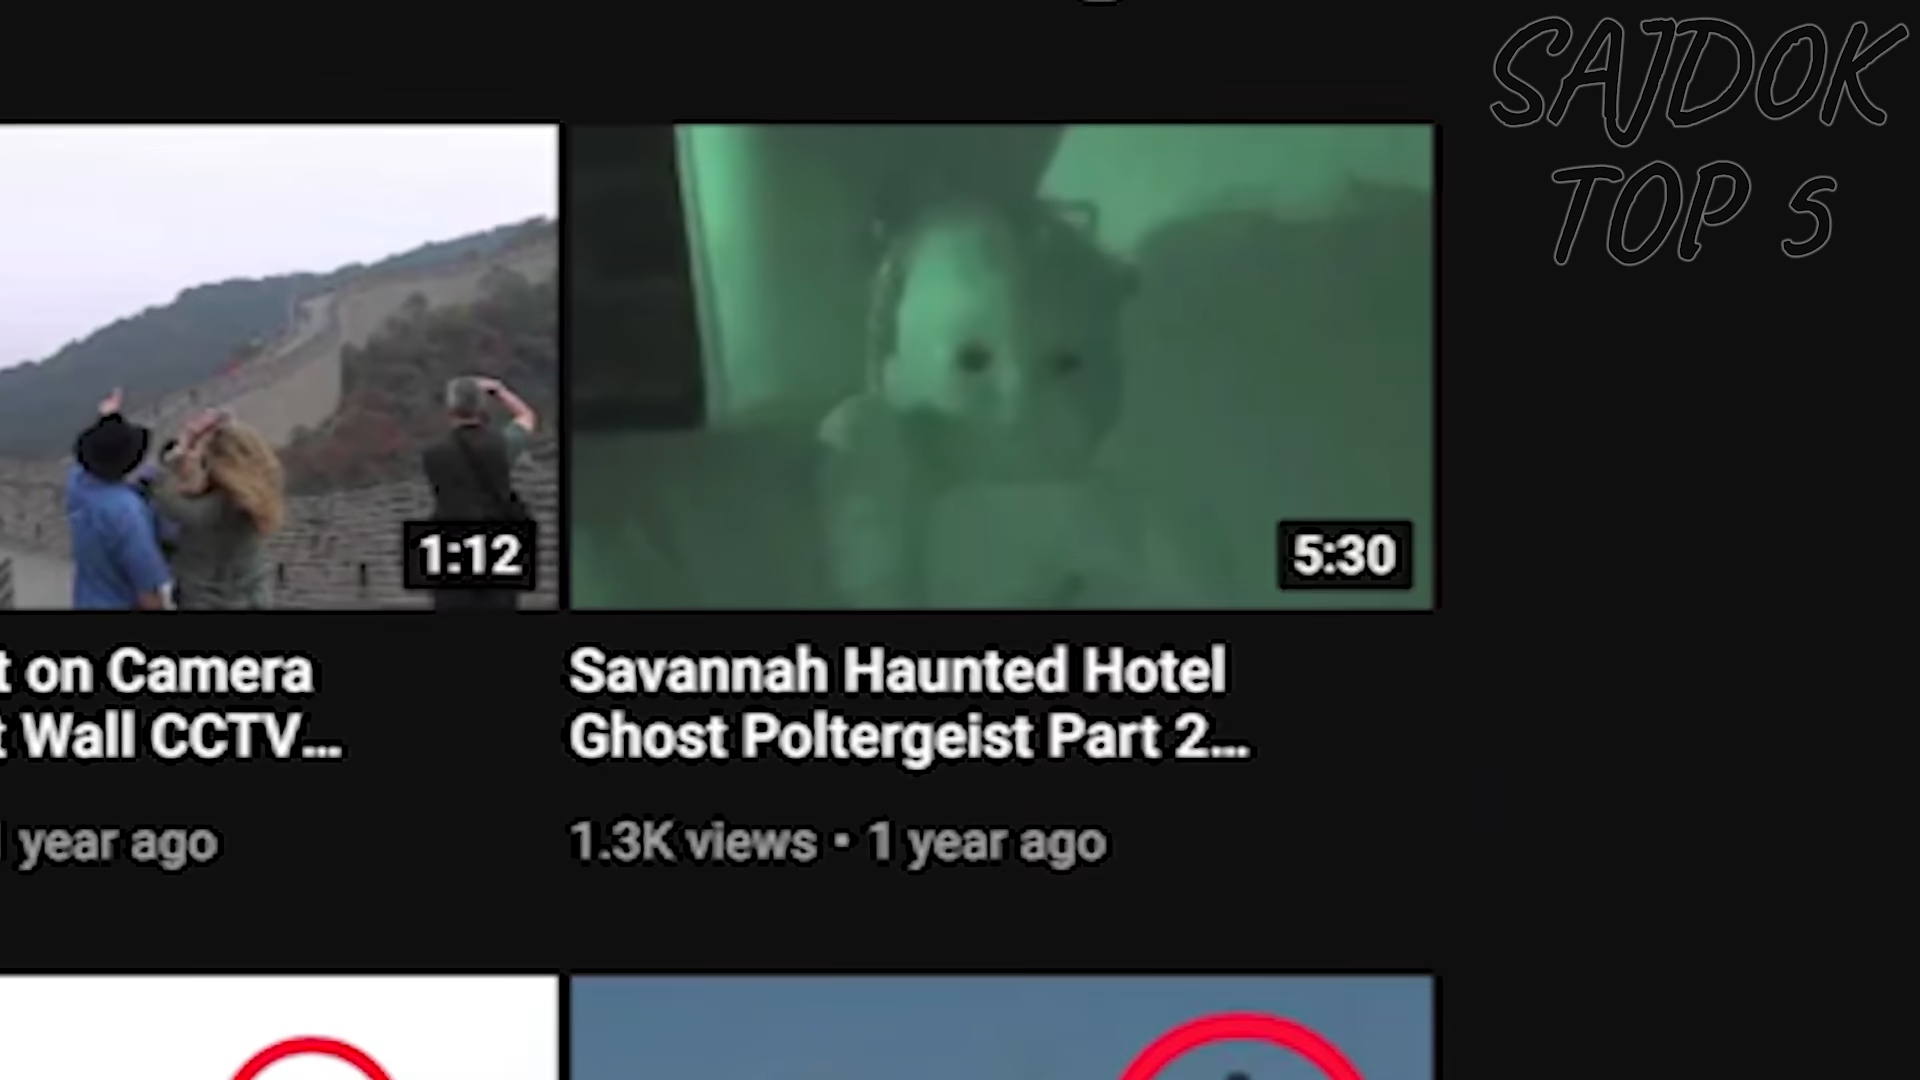 SAJDOK
TOP 5
1:12
5:30
t on Camera
t Wall CCTV...
year ago
Savannah Haunted Hotel
Ghost Poltergeist Part 2...
1.3K views • 1 year ago